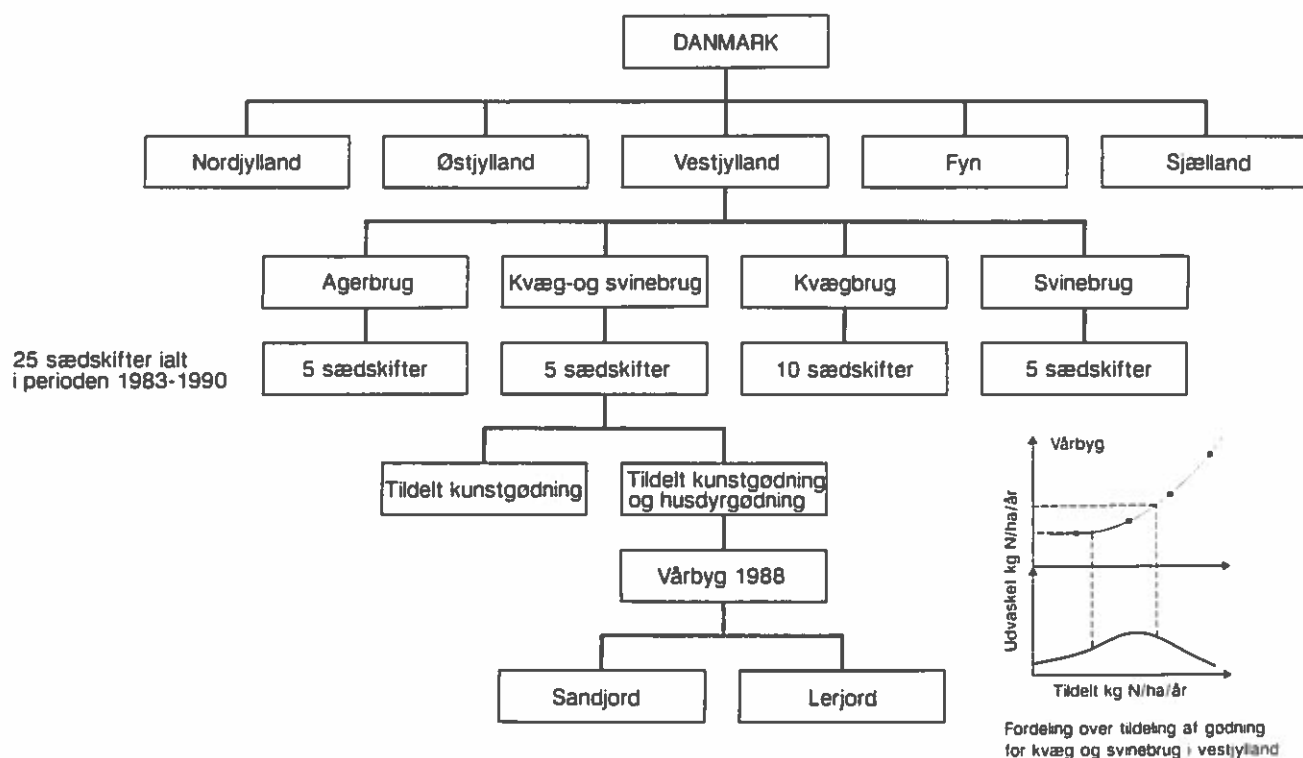 DANMARK
Nordjylland
Østjylland
Vestjylland
Fyn
Sjælland
Agerbrug
Kvæg-og svinebrug
Kvægbrug
Svinebrug
25 sædskifter ialt
i perioden 1983-1990
5 sædskifter
5 sædskifter
10 sædskifter
5 sædskifter
Tildelt kunstgødning
Tildelt kunstgødning
og husdyrgødning
Vårbyg 1988
Sandjord
Lerjord
Vårbyg
Udvasket kg N/ha/år
Tildelt kg N/ha/år
Fordeling over tildeling af gødning
for kvæg og svinebrug i vestjylland